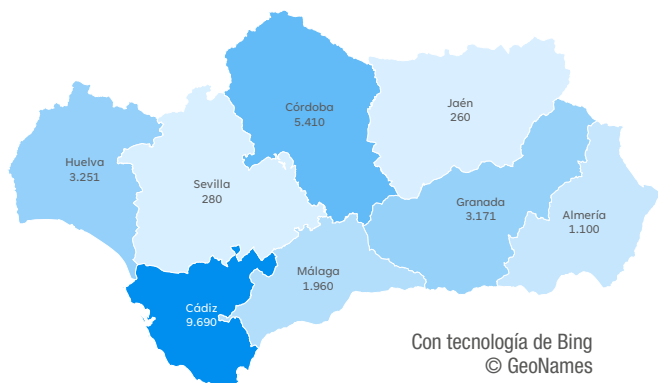 Córdoba
5.410
Jaén
260
Huelva
3.251
Sevilla
280
Granada
3.171
Almería
1.100
Málaga
1.960
Cádiz
9.690
Con tecnología de Bing
© GeoNames